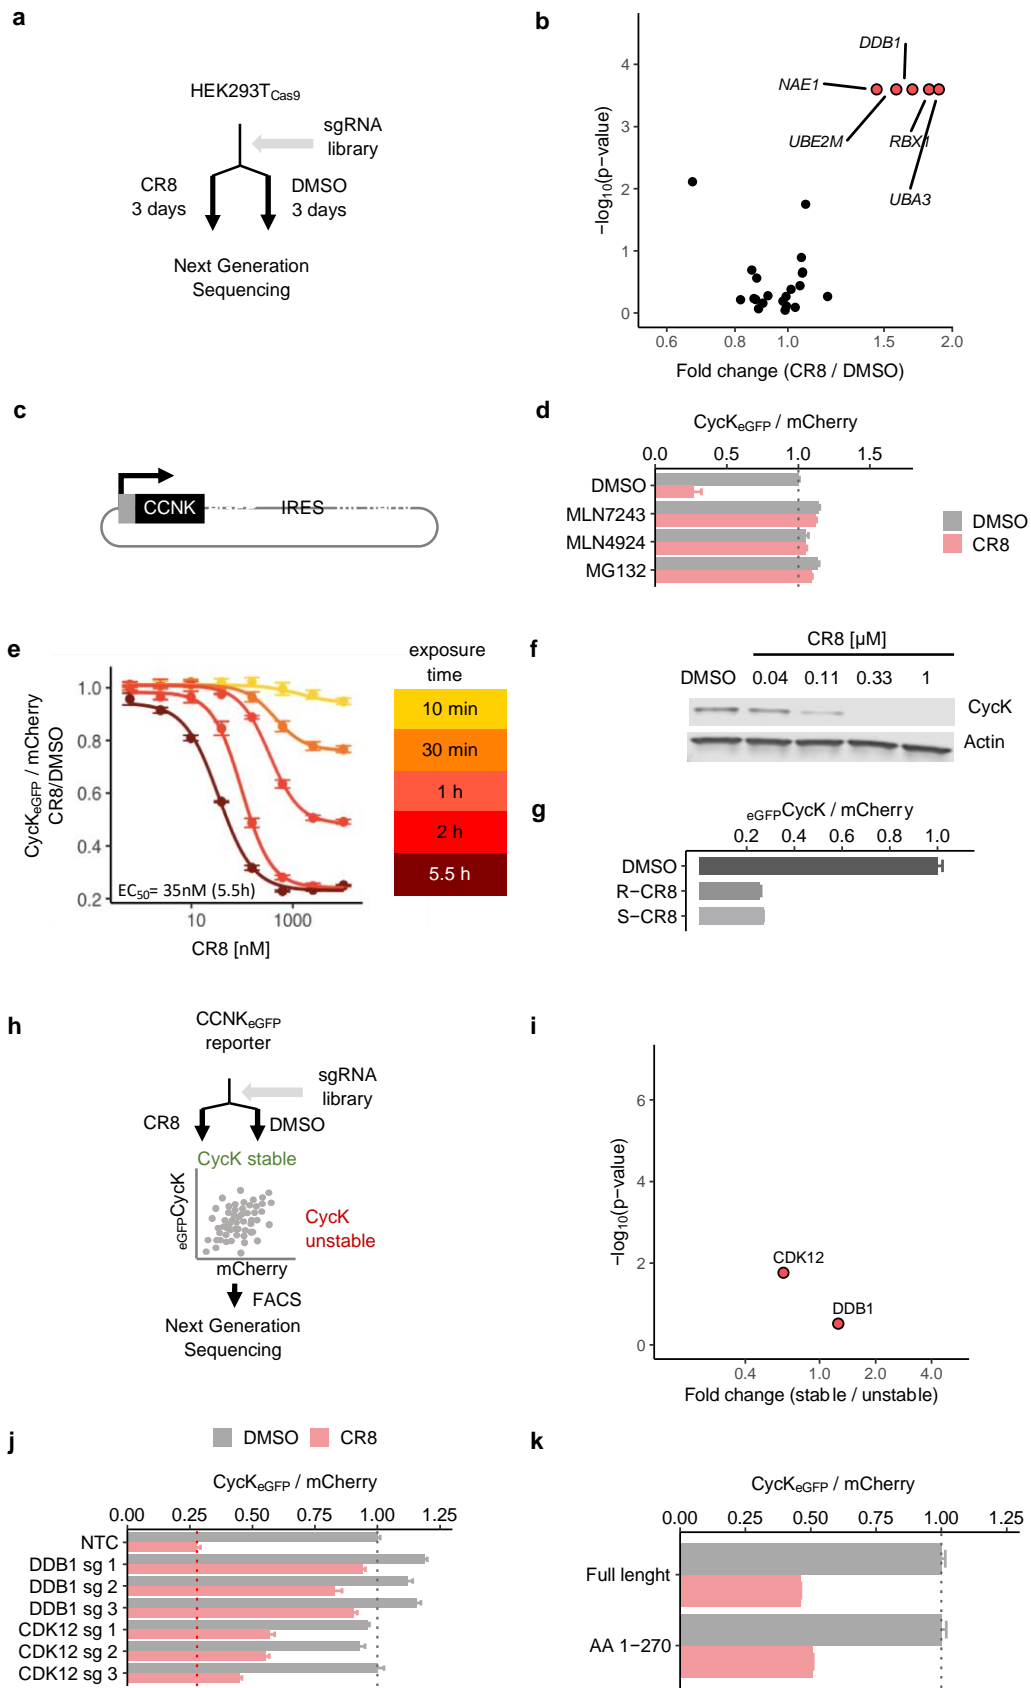 a
HEK293TCas9
sgRNA
library
CR8
3 days
DMSO
3 days
Next Generation
Sequencing
b
DDB1
NAE1
UBE2M
RBX1
UBA3
−log10(p−value)
4
3
2
1
0
0.6
0.8
1.0
1.5
2.0
Fold change (CR8 / DMSO)
c
CCNK
IRES
d
CycKeGFP / mCherry
0.0
0.5
1.0
1.5
DMSO
MLN7243
MLN4924
MG132
DMSO
CR8
e
CycKeGFP / mCherry
CR8/DMSO
1.0
0.8
0.6
0.4
0.2
EC50= 35nM (5.5h)
10
1000
CR8 [nM]
exposure
time
10 min
30 min
1 h
2 h
5.5 h
f
CR8 [µM]
DMSO
0.04
0.11
0.33
1
CycK
Actin
g
eGFPCycK / mCherry
0.2
0.4
0.6
0.8
1.0
DMSO
R−CR8
S−CR8
h
CCNKeGFP
reporter
sgRNA
library
CR8
DMSO
CycK stable
eGFPCycK
CycK
unstable
mCherry
FACS
Next Generation
Sequencing
i
−log10(p−value)
6
4
2
0
CDK12
DDB1
0.4
1.0
2.0
4.0
Fold change (stable / unstable)
j
DMSO
CR8
CycKeGFP / mCherry
0.00
0.25
0.50
0.75
1.00
1.25
NTC
DDB1 sg 1
DDB1 sg 2
DDB1 sg 3
CDK12 sg 1
CDK12 sg 2
CDK12 sg 3
k
CycKeGFP / mCherry
0.00
0.25
0.50
0.75
1.00
1.25
Full lenght
AA 1−270